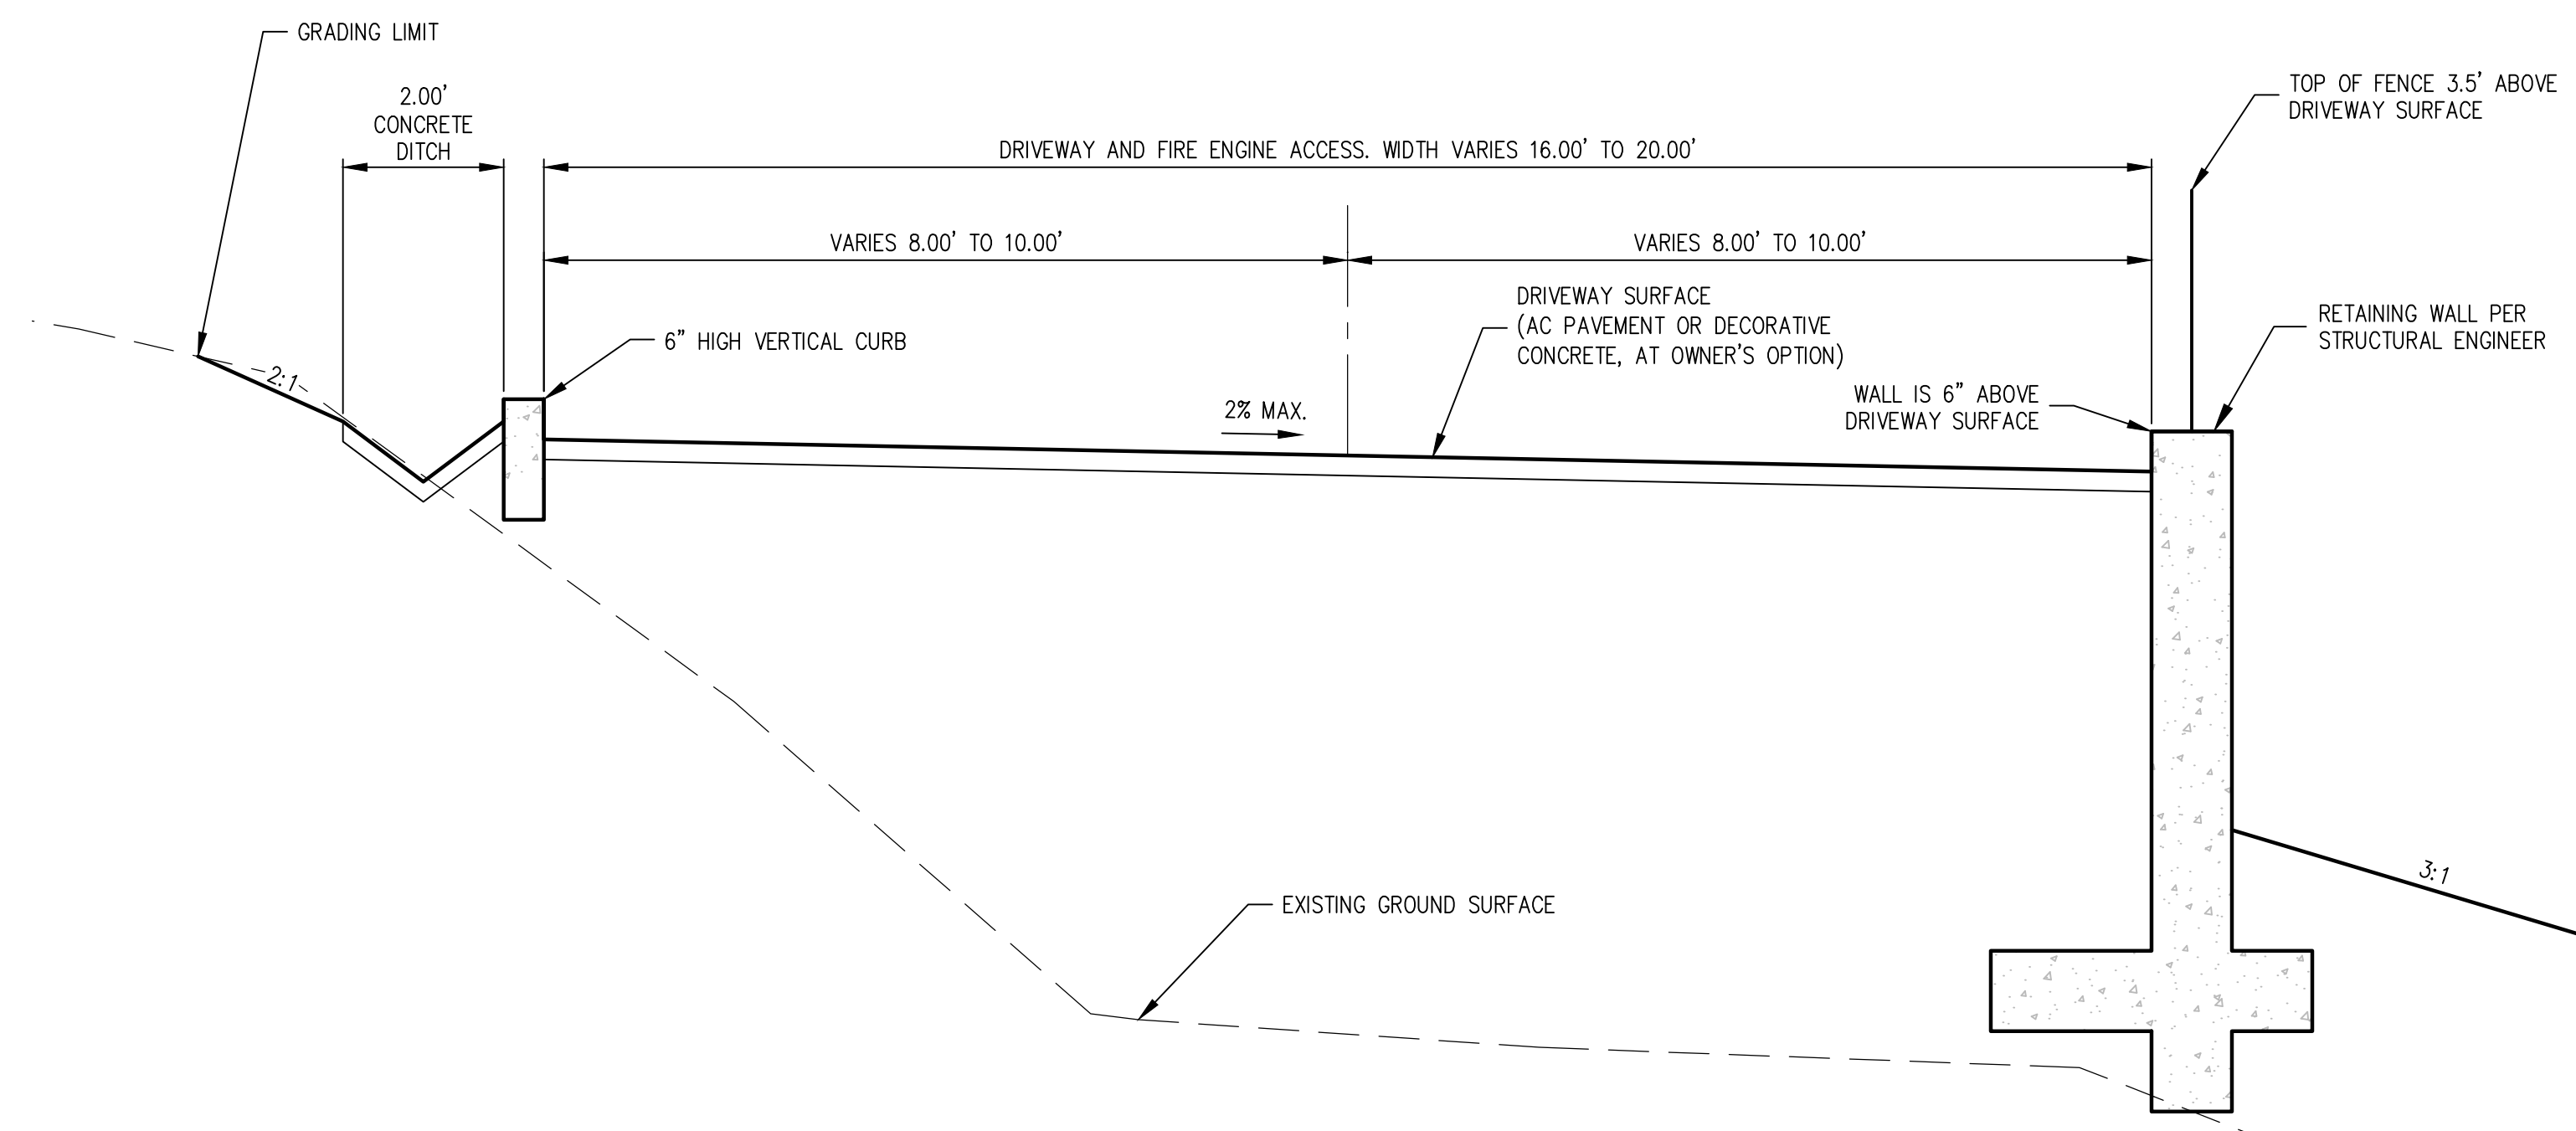 GRADING LIMIT
2.00'
CONCRETE
DITCH
DRIVEWAY AND FIRE ENGINE ACCESS. WIDTH VARIES 16.00' TO 20.00'
TOP OF FENCE 3.5' ABOVE
DRIVEWAY SURFACE
VARIES 8.00' TO 10.00'
VARIES 8.00' TO 10.00'
DRIVEWAY SURFACE
(AC PAVEMENT OR DECORATIVE
CONCRETE, AT OWNER'S OPTION)
RETAINING WALL PER
STRUCTURAL ENGINEER
6" HIGH VERTICAL CURB
2:1
2% MAX.
WALL IS 6" ABOVE
DRIVEWAY SURFACE
3:1
EXISTING GROUND SURFACE